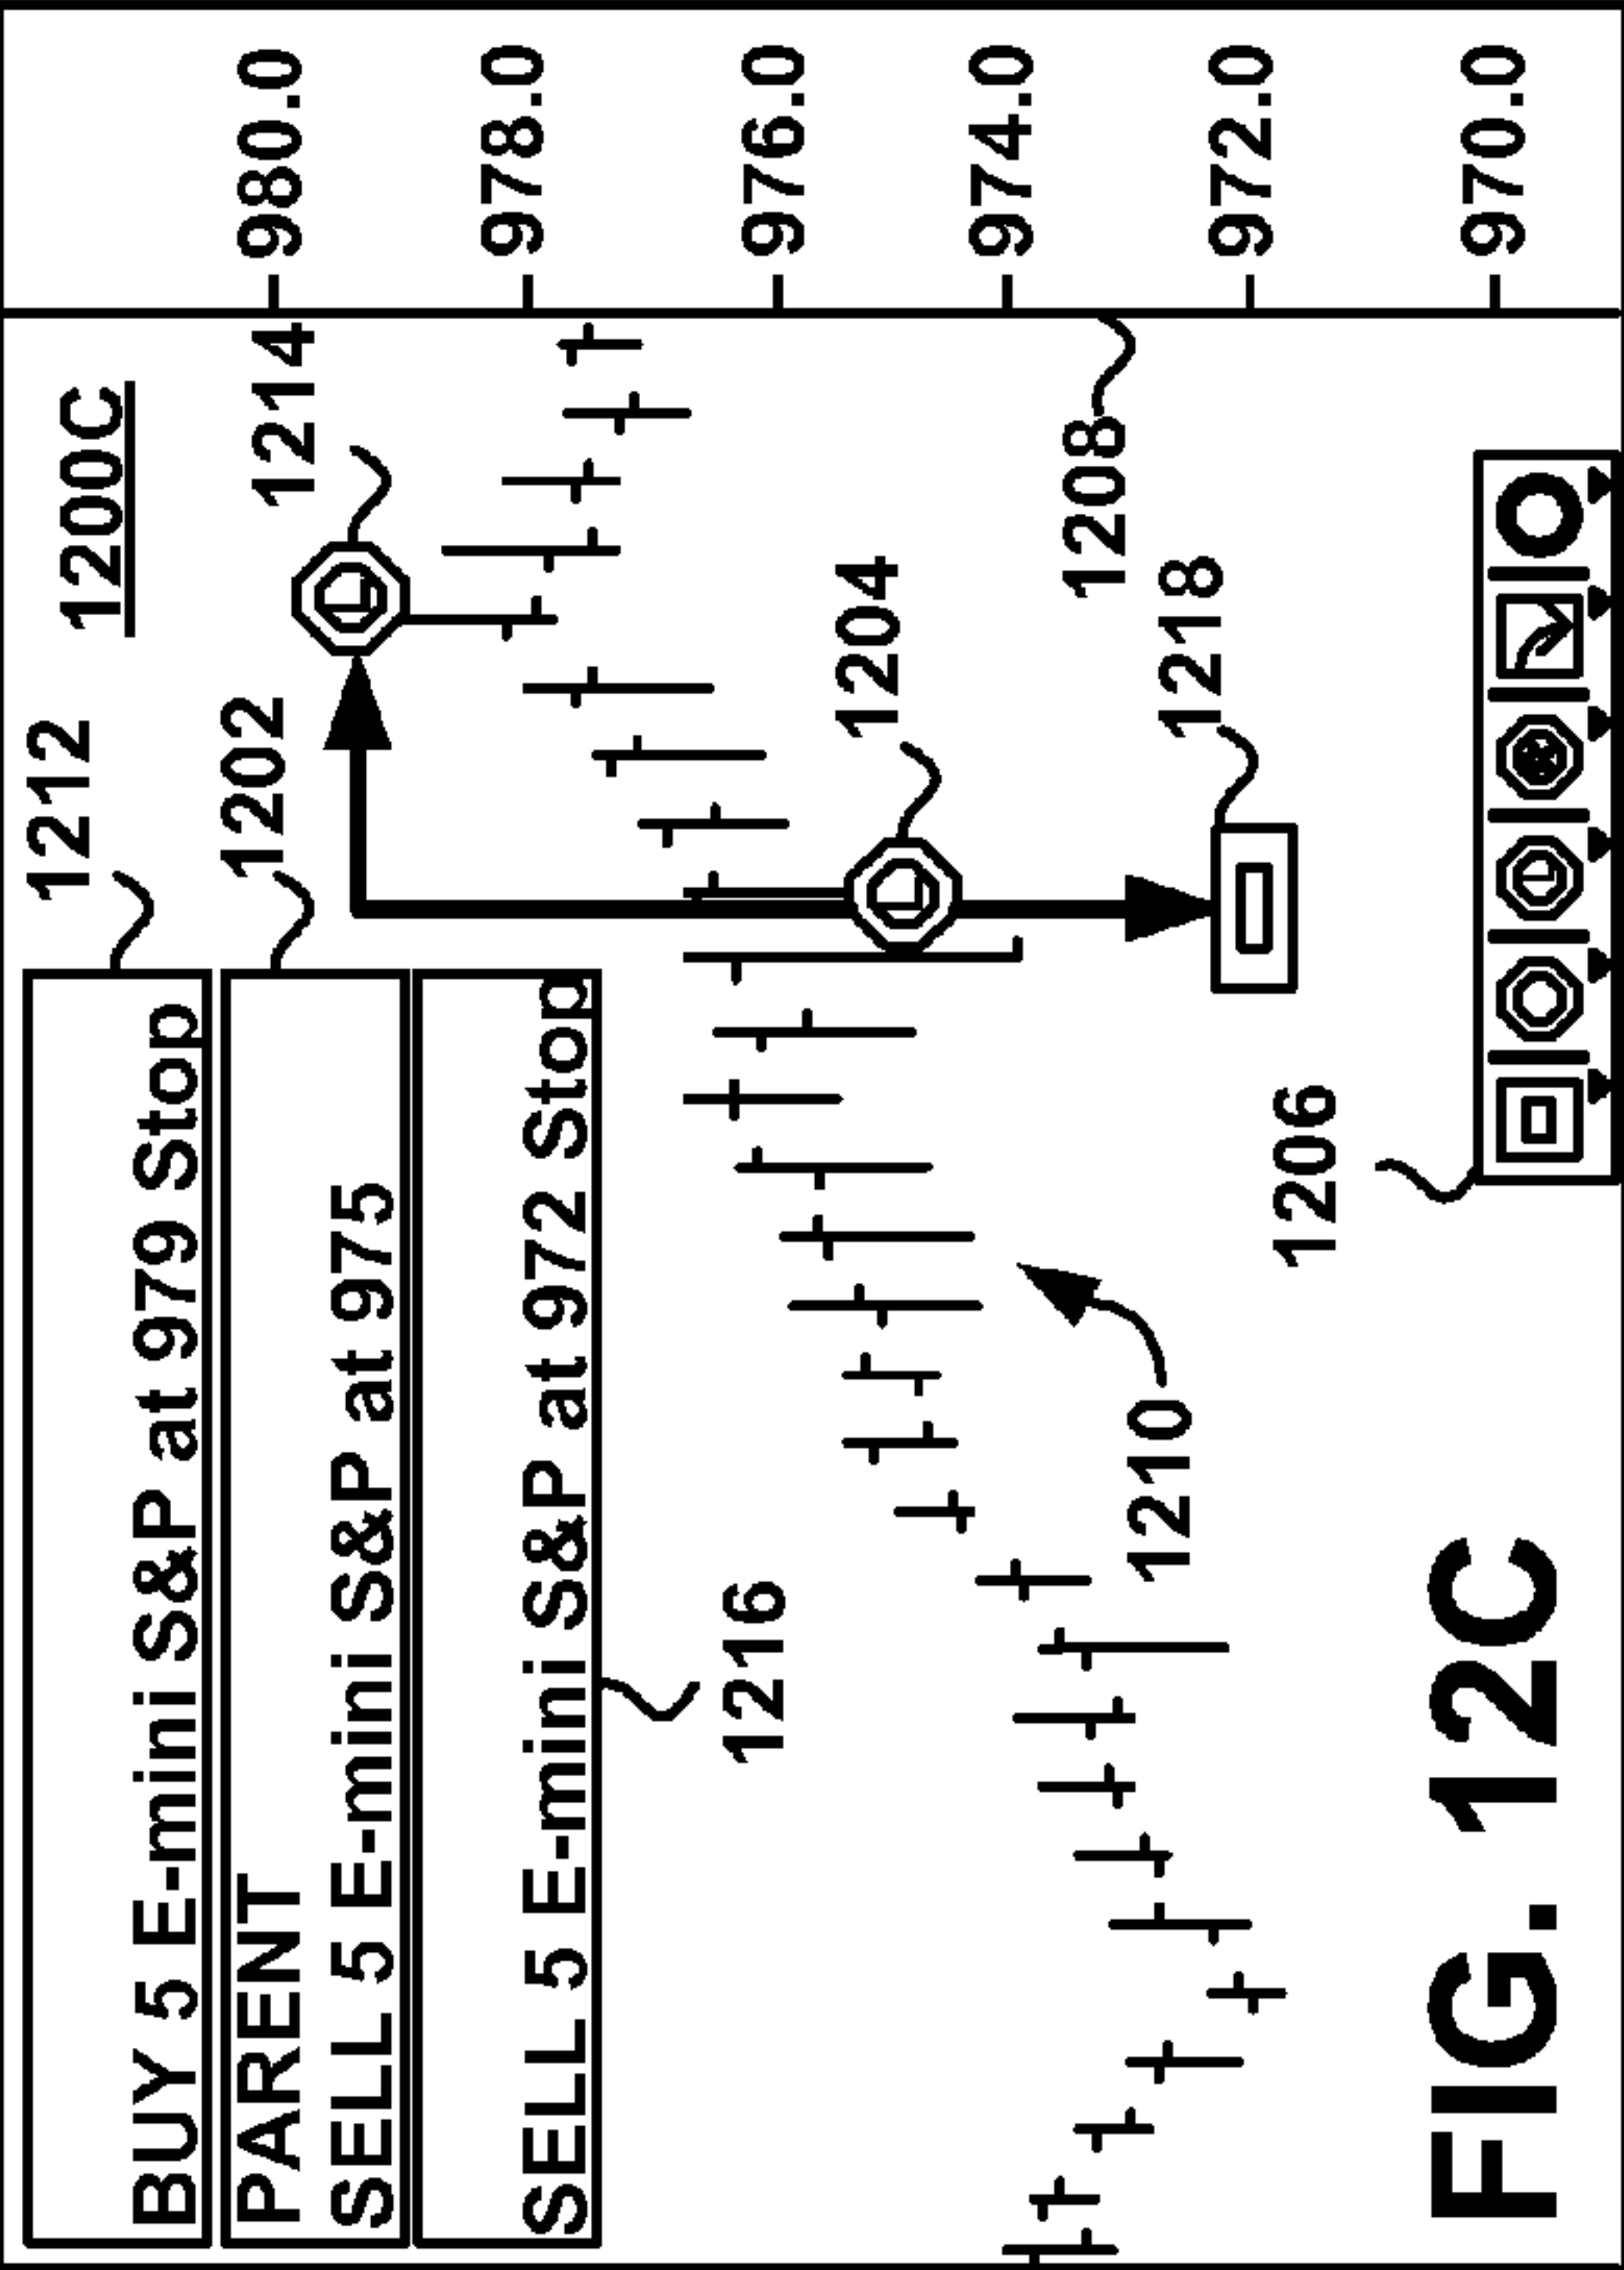 1212
1200C
1202
1214
BUY 5 E-mini S&P at 979 Stop
PARENT
SELL 5 E-mini S&P at 975
SELL 5 E-mini S&P at 972 Stop
980.0
978.0
976.0
974.0
972.0
970.0
1216
1204
1208
1210
1218
1206
FIG. 12C